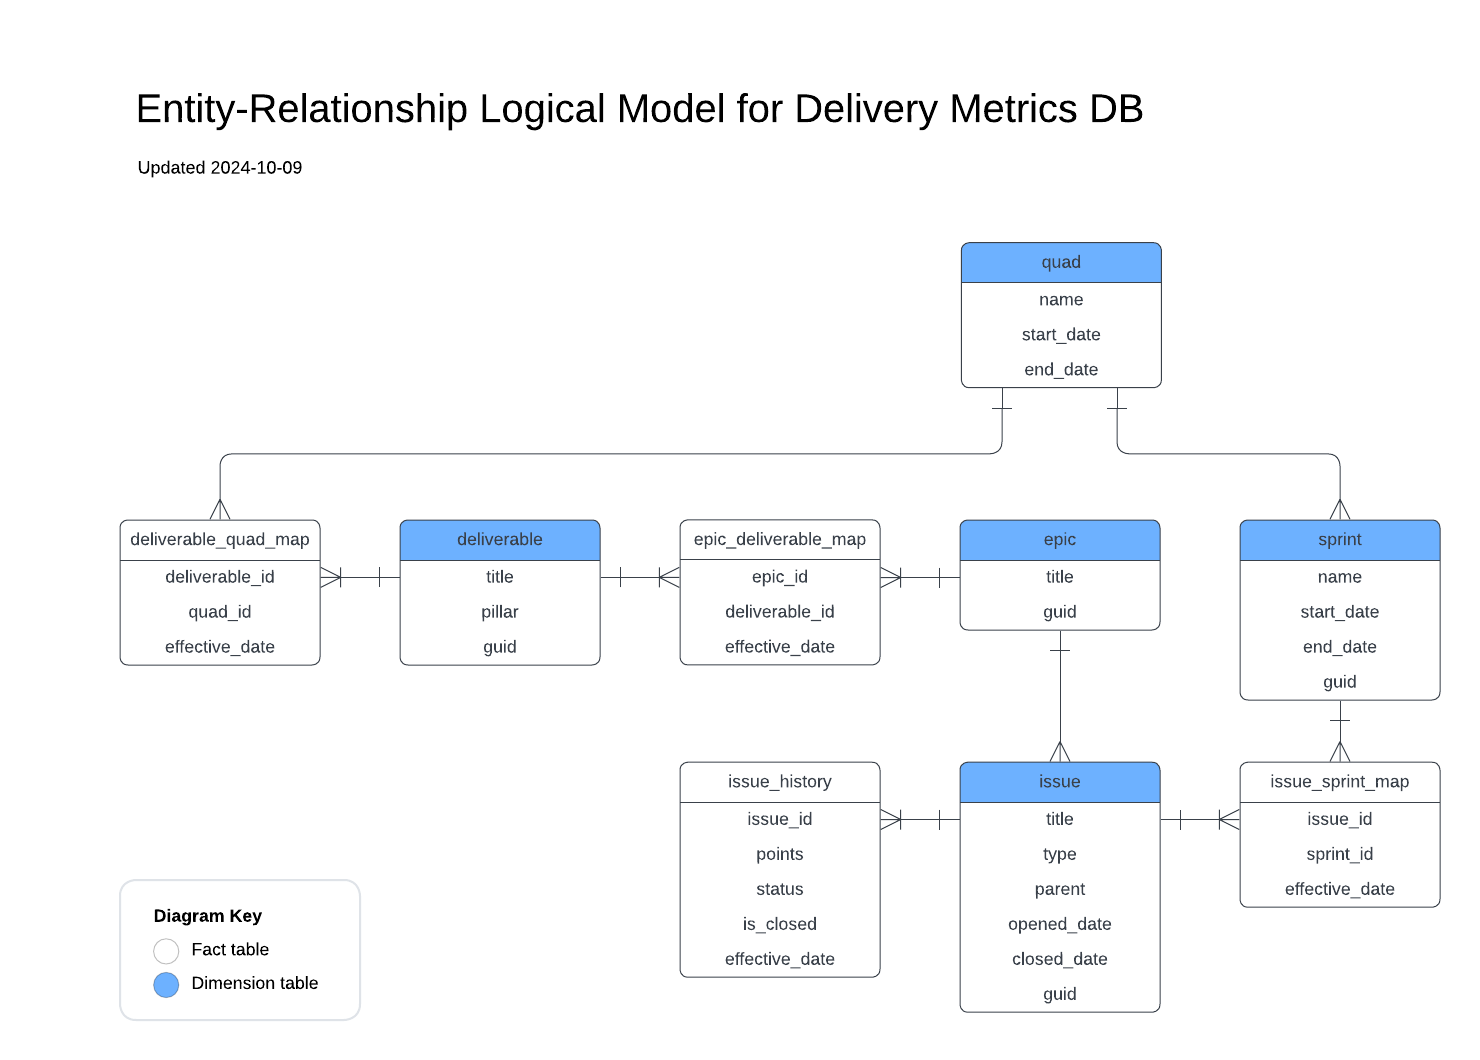 Entity-Relationship Logical Model for Delivery Metrics DB
Updated 2024-10-09
quad
name
start_date
end_date
deliverable_quad_map
deliverable_id
quad_id
effective_date
deliverable
title
pillar
guid
epic_deliverable_map
epic_id
deliverable_id
effective_date
epic
title
guid
sprint
name
start_date
end_date
guid
issue_history
issue_id
points
status
is_closed
effective_date
issue
title
type
parent
opened_date
closed_date
guid
issue_sprint_map
issue_id
sprint_id
effective_date
Diagram Key
Fact table
Dimension table